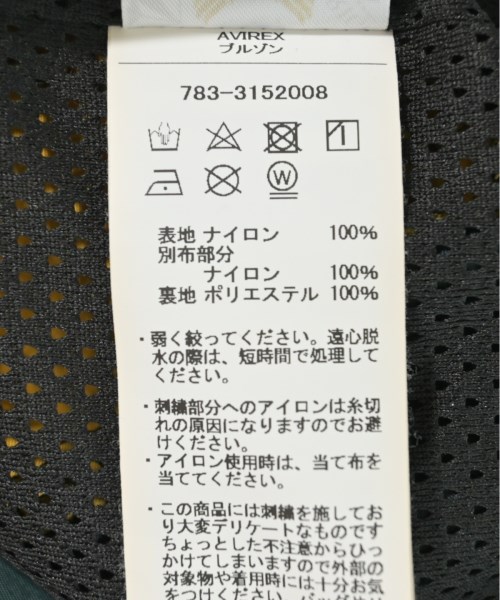 AVIREX
ブルゾン
783-3152008
W
表地 ナイロン 100%
別布部分
ナイロン 100%
裏地 ポリエステル 100%
・弱く絞ってください。遠心脱
水の際は、短時間で処理して
ください。
・刺繍部分へのアイロンは糸切
れの原因になりますのでお避
けください。
・アイロン使用時は、当て布を
当ててください。
・この商品には刺繍を施してお
り大変デリケートなものです
ちょっとした不注意からひっ
かけてしまいますので外部の
対象物や着用時には十分お気
をつけください。